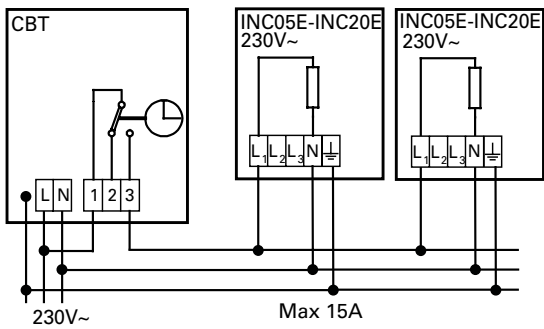 CBT
INC05E-INC20E
230V~
INC05E-INC20E
230V~
L₁ L₂ L₃ N
L₁ L₂ L₃ N
L N 1 2 3
230V~
Max 15A